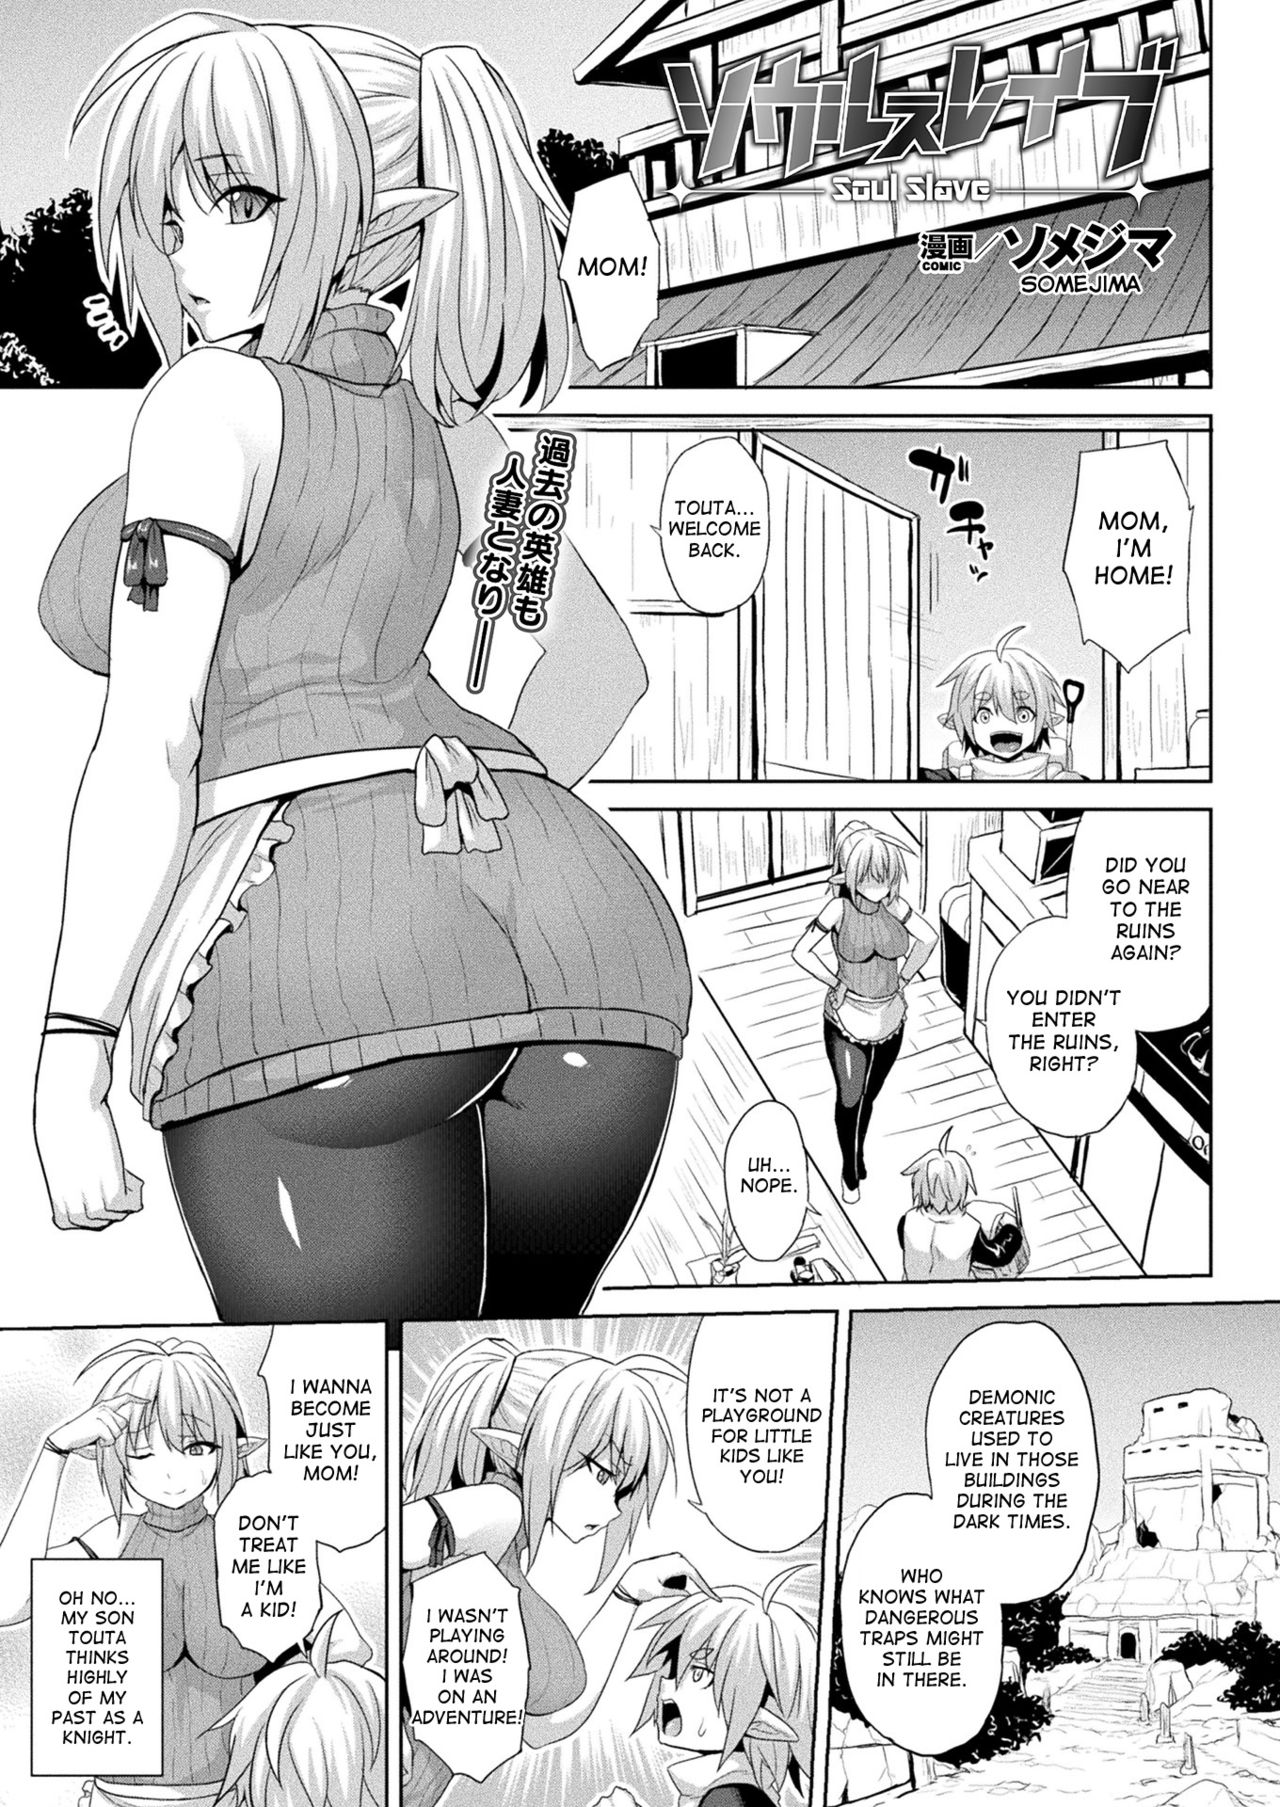 ソウルスレイブ
Soul Slave
漫画／ソメジマ
COMIC
SOMEJIMA
MOM!
過去の英雄も
人妻となり――
MOM,
I'M
HOME!
ガチャッ
TOUTA...
WELCOME
BACK.
DID YOU
GO NEAR
TO THE
RUINS
AGAIN?
YOU DIDN'T
ENTER
THE RUINS,
RIGHT?
UH...
NOPE.
DEMONIC
CREATURES
USED TO
LIVE IN THOSE
BUILDINGS
DURING THE
DARK TIMES.
WHO
KNOWS WHAT
DANGEROUS
TRAPS MIGHT
STILL BE
IN THERE.
IT'S NOT A
PLAYGROUND
FOR LITTLE
KIDS LIKE
YOU!
I WASN'T
PLAYING
AROUND!
I WAS
ON AN
ADVENTURE!
I WANNA
BECOME
JUST
LIKE YOU,
MOM!
DON'T
TREAT
ME LIKE
I'M
A KID!
OH NO...
MY SON
TOUTA
THINKS
HIGHLY
OF MY
PAST AS A
KNIGHT.